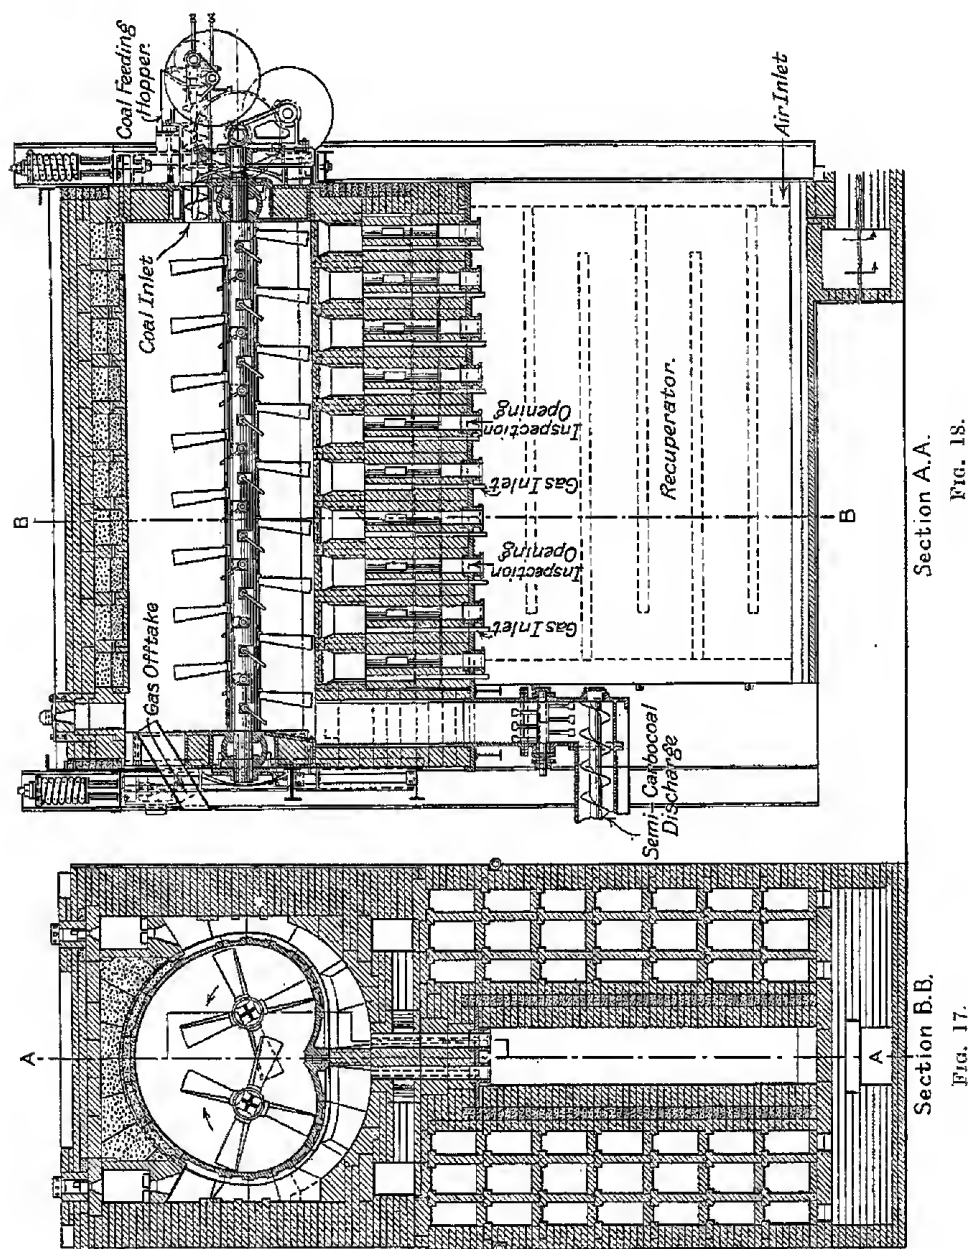 Coal Feeding
Hopper.
Air Inlet
Coal Inlet
B
Gas Offtake
Inspection
Opening
Gas Inlet
Inspection
Opening
Gas Inlet
Recuperator.
B
Semi-Carbocoal
Discharge
Section A.A.
FIG. 18.
A
A
Section B.B.
FIG. 17.